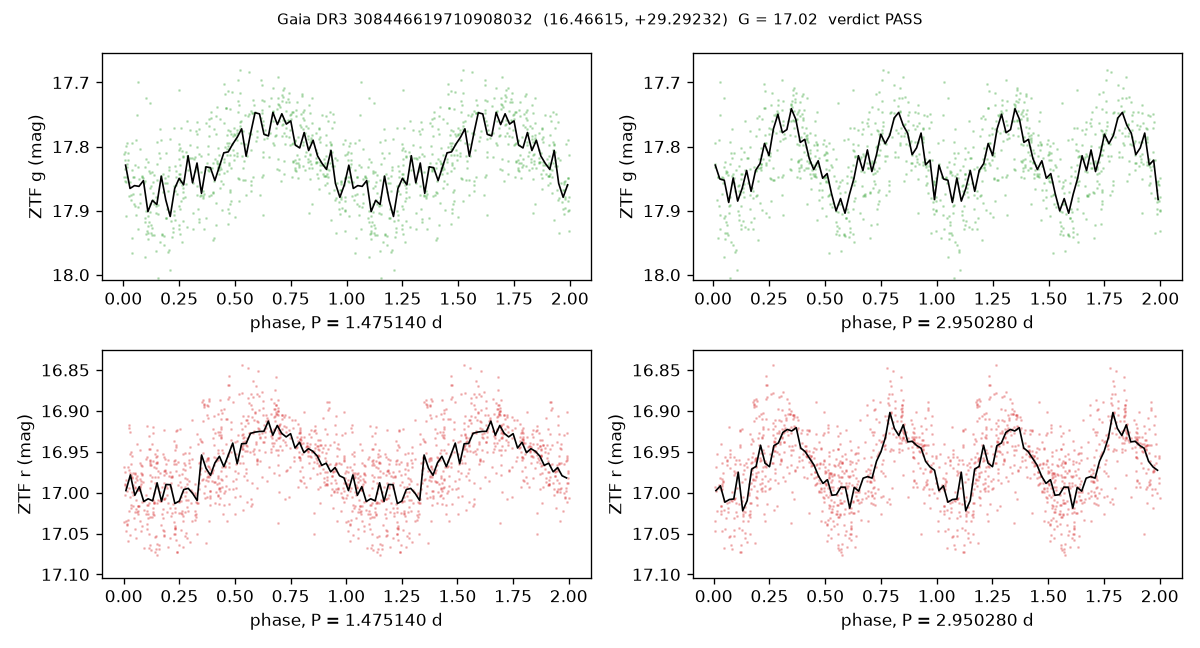 Gaia DR3 308446619710908032 (16.46615, +29.29232) G = 17.02 verdict PASS
ZTF g (mag)
17.7
17.8
17.9
18.0
0.00 0.25 0.50 0.75 1.00 1.25 1.50 1.75 2.00
phase, P = 1.475140 d
ZTF g (mag)
17.7
17.8
17.9
18.0
0.00 0.25 0.50 0.75 1.00 1.25 1.50 1.75 2.00
phase, P = 2.950280 d
ZTF r (mag)
16.85
16.90
16.95
17.00
17.05
17.10
0.00 0.25 0.50 0.75 1.00 1.25 1.50 1.75 2.00
phase, P = 1.475140 d
ZTF r (mag)
16.85
16.90
16.95
17.00
17.05
17.10
0.00 0.25 0.50 0.75 1.00 1.25 1.50 1.75 2.00
phase, P = 2.950280 d